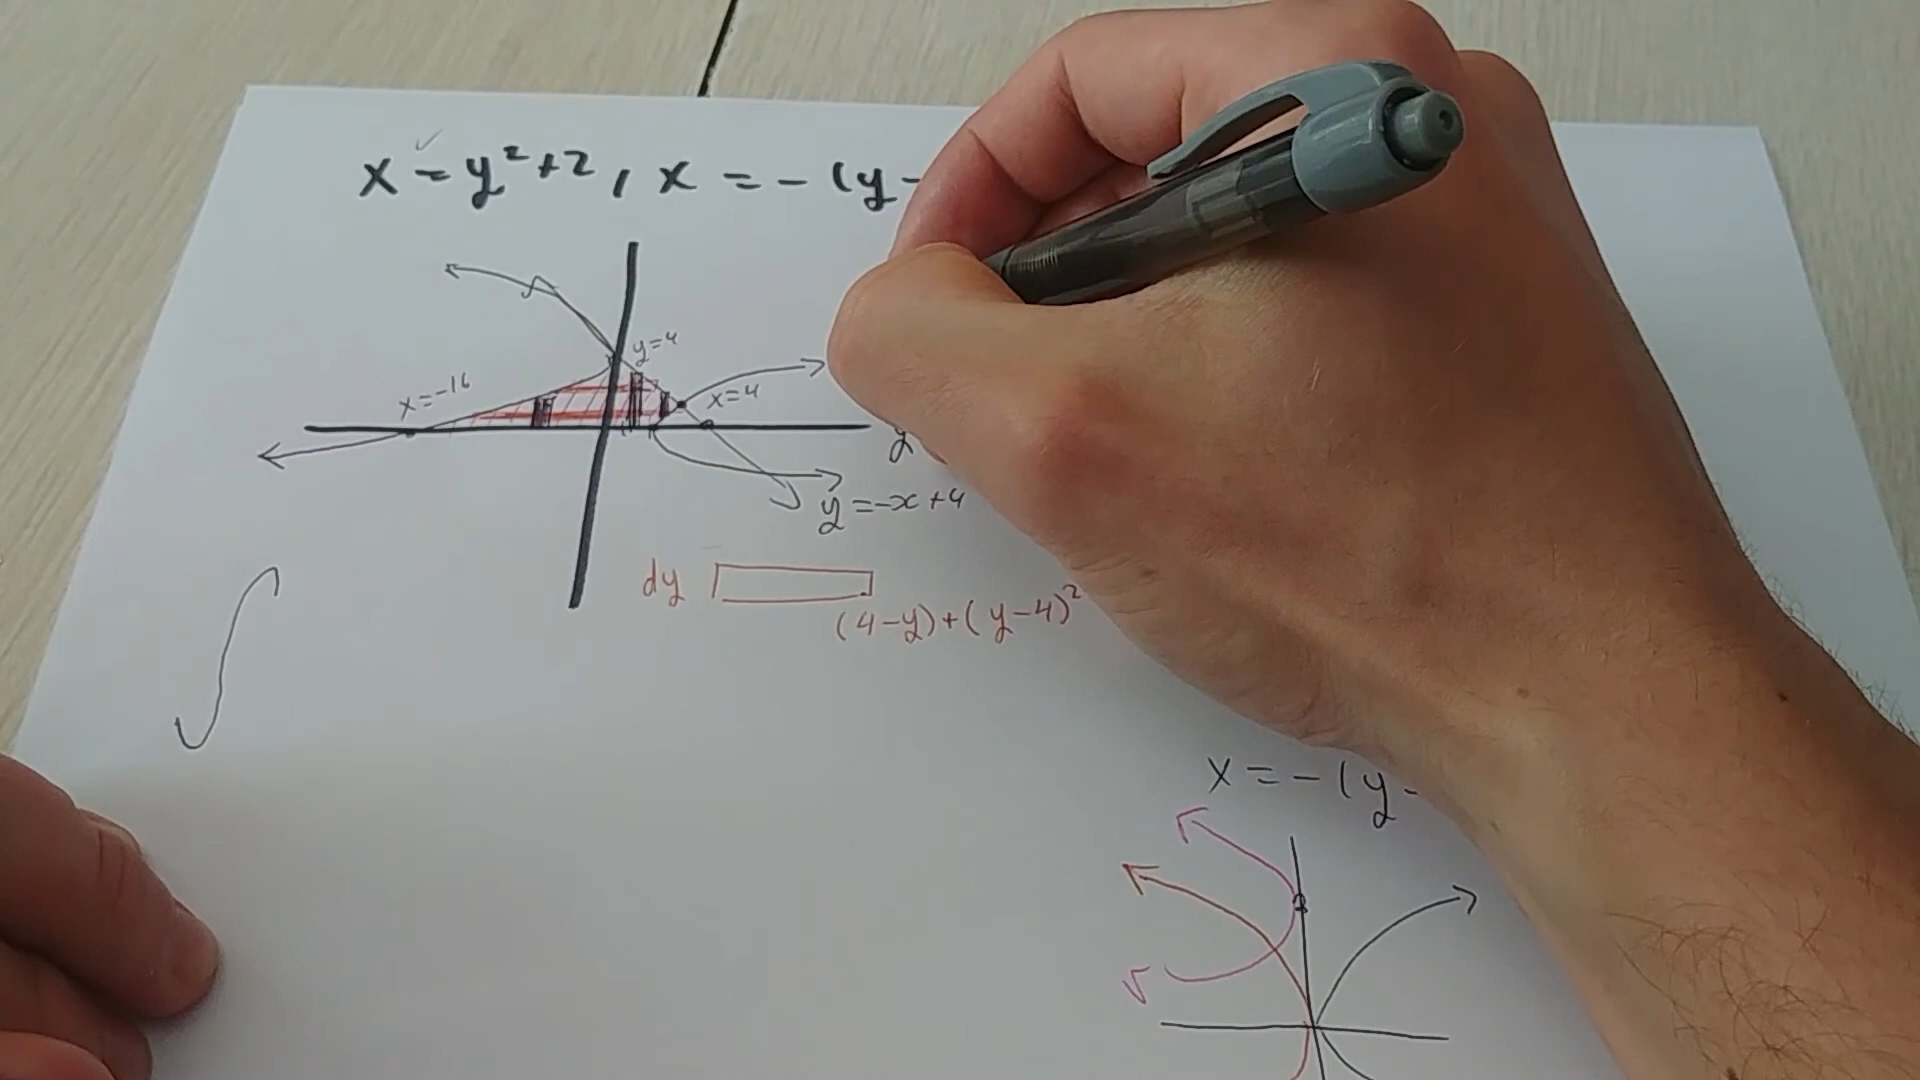 x = y² + 2, x = -(y -
y=4
x=-16
x=4
y
y = -x + 4
dy
(4-y) + (y-4)²
∫
x = -(y-